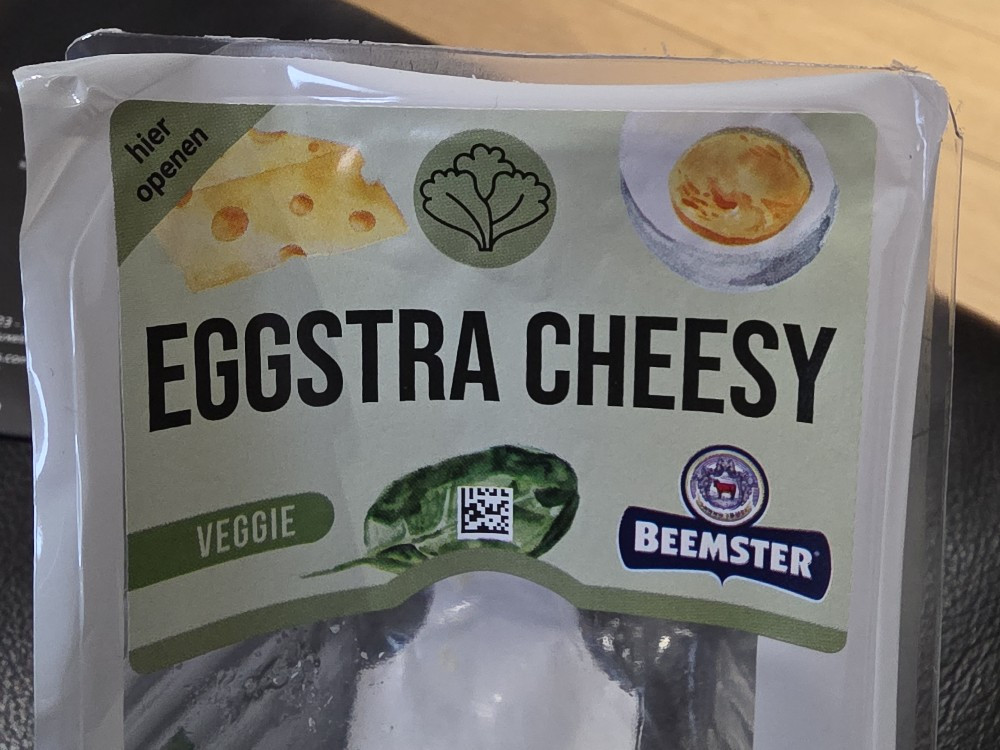 hier
openen
EGGSTRA CHEESY
VEGGIE
BEEMSTER